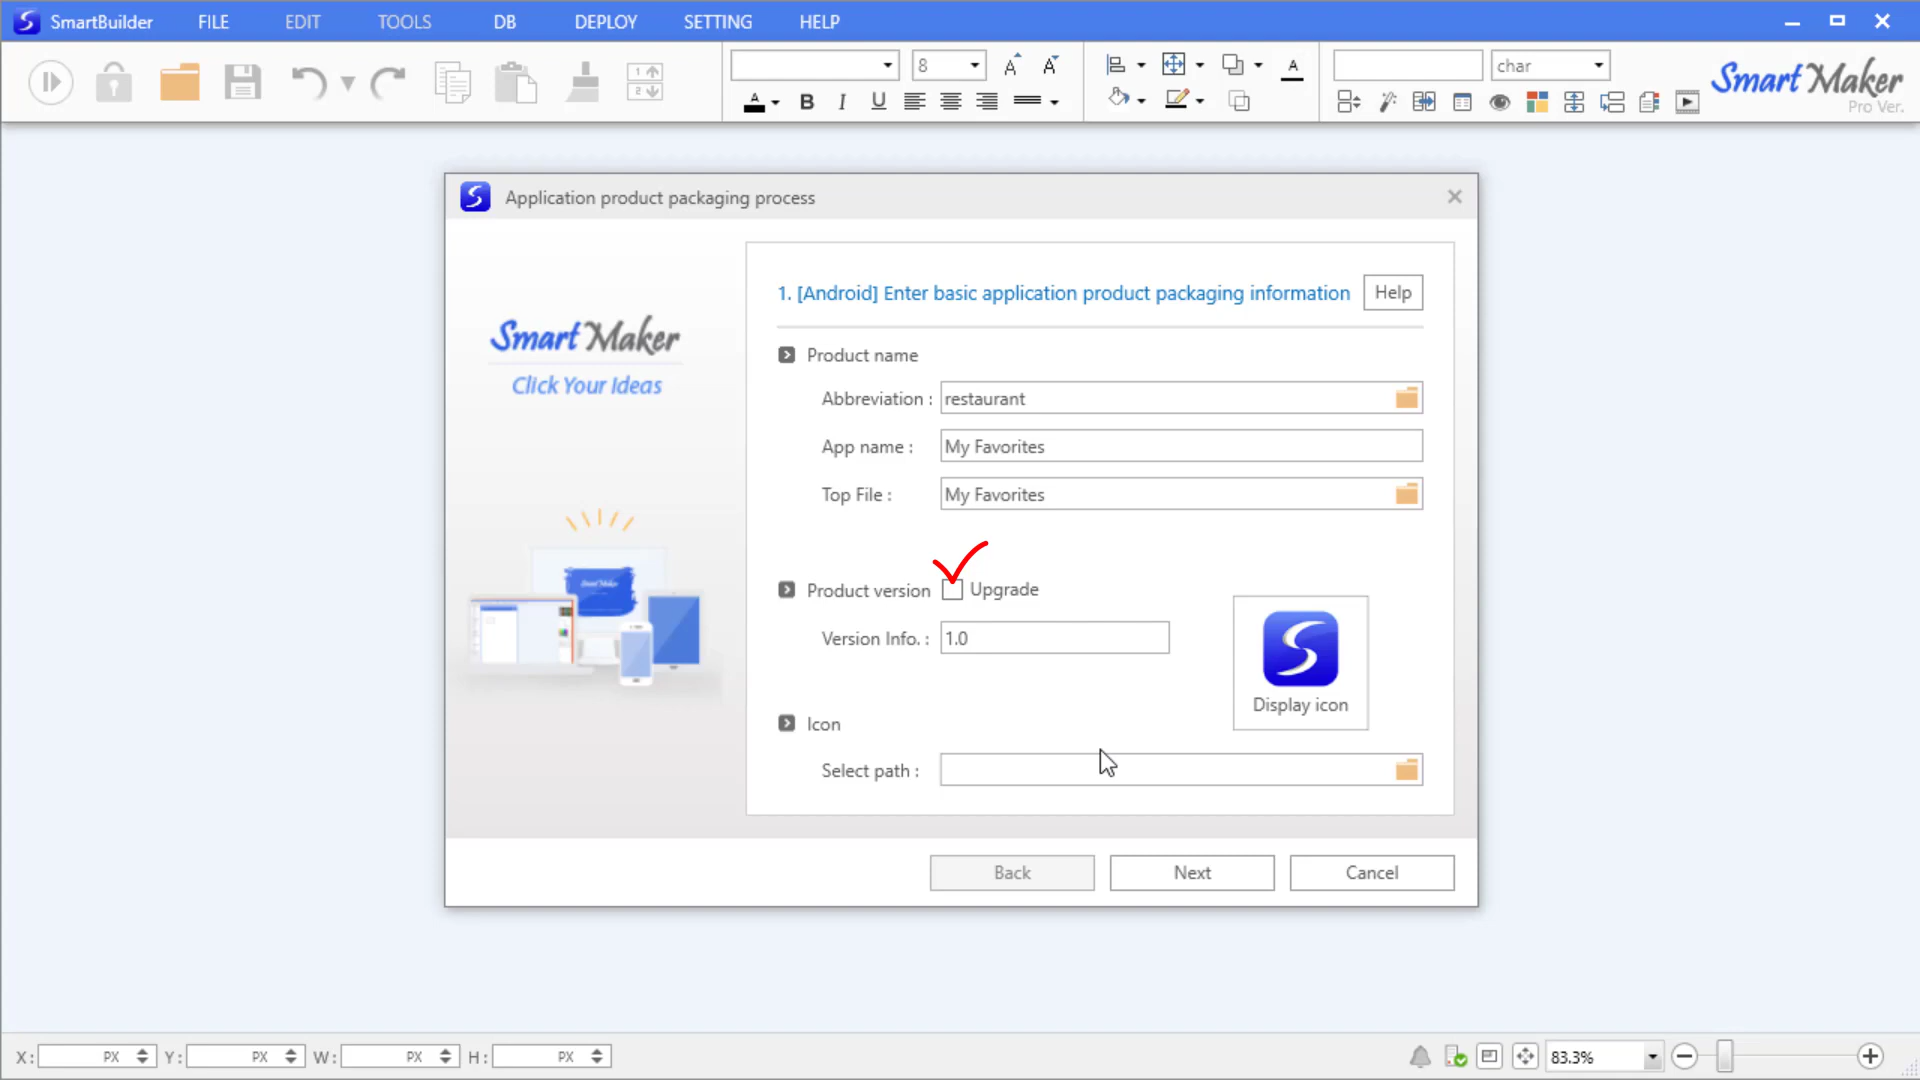 SmartBuilder FILE EDIT TOOLS DB DEPLOY SETTING HELP
8 char
Smart Maker
Pro Ver.
Application product packaging process
1. [Android] Enter basic application product packaging information Help
Smart Maker
Click Your Ideas
Product name
Abbreviation : restaurant
App name : My Favorites
Top File : My Favorites
Product version Upgrade
Version Info. : 1.0
Display icon
Icon
Select path :
Back Next Cancel
X : PX Y : PX W : PX H : PX 83.3%